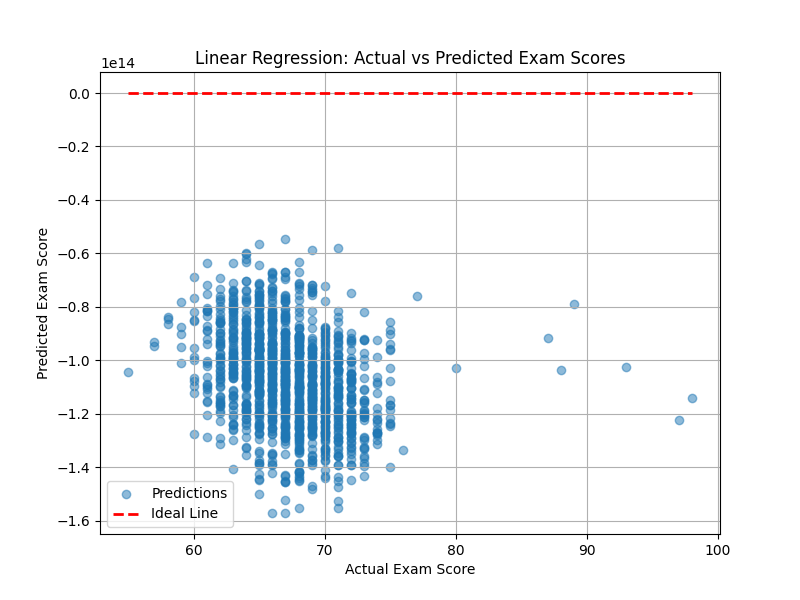 Linear Regression: Actual vs Predicted Exam Scores
1e14
0.0
−0.2
−0.4
−0.6
−0.8
−1.0
−1.2
−1.4
−1.6
Predicted Exam Score
Predictions
Ideal Line
60
70
80
90
100
Actual Exam Score